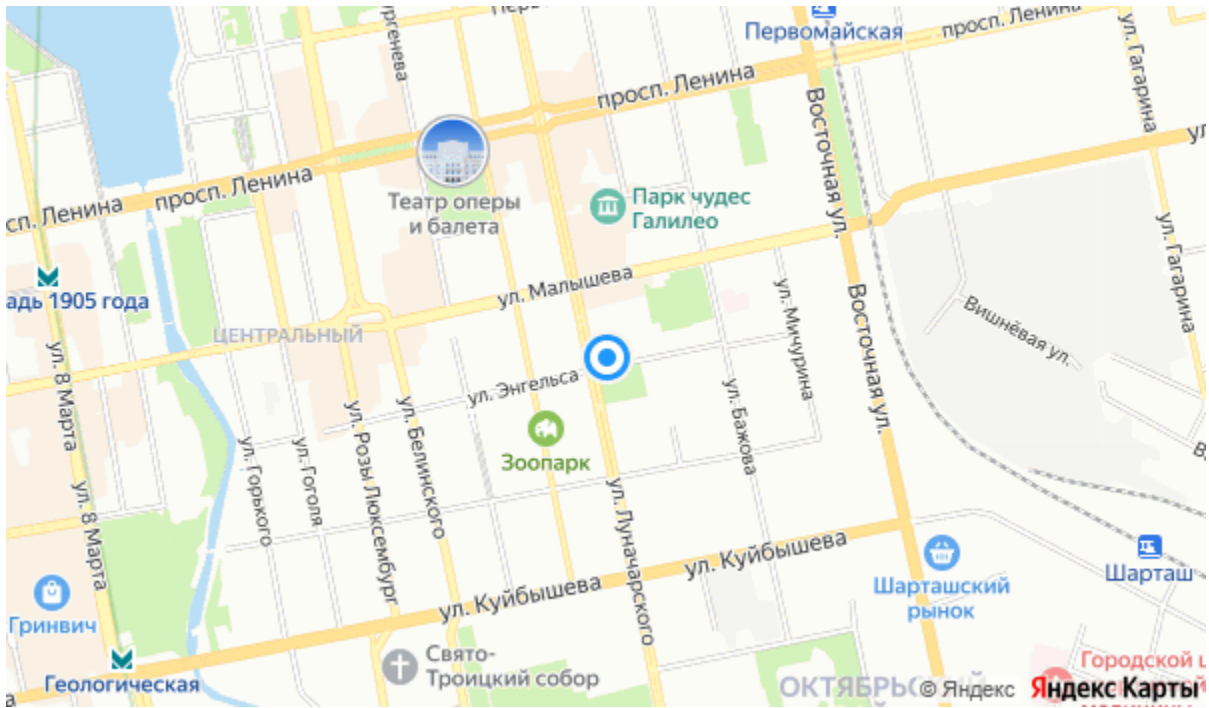 Первомайская
просп. Ленина
ул. Гагарина
просп. Ленина
Восточная ул.
просп. Ленина
Театр оперы
и балета
Парк чудес
Галилео
ул. Гагарина
ул. Малышева
ЦЕНТРАЛЬНЫЙ
ул. 8 Марта
ул. Энгельса
ул. Мичурина
Восточная ул.
Вишнёвая ул.
ул. Бажова
Зоопарк
ул. Горького
ул. Гоголя
ул. Розы Люксембург
ул. Белинского
ул. Луначарского
ул. 8 Марта
ул. Куйбышева
ул. Куйбышева
Шарташский
рынок
Шарташ
Гринвич
Геологическая
Свято-
Троицкий собор
Городской
© Яндекс
Яндекс Карты